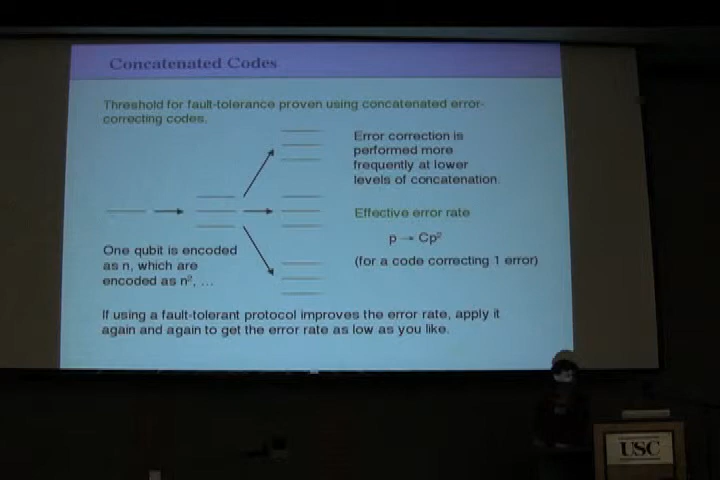 Concatenated Codes
Threshold for fault-tolerance proven using concatenated error-
correcting codes.
Error correction is
performed more
frequently at lower
levels of concatenation.
Effective error rate
p → Cp²
(for a code correcting 1 error)
One qubit is encoded
as n, which are
encoded as n², …
If using a fault-tolerant protocol improves the error rate, apply it
again and again to get the error rate as low as you like.
USC